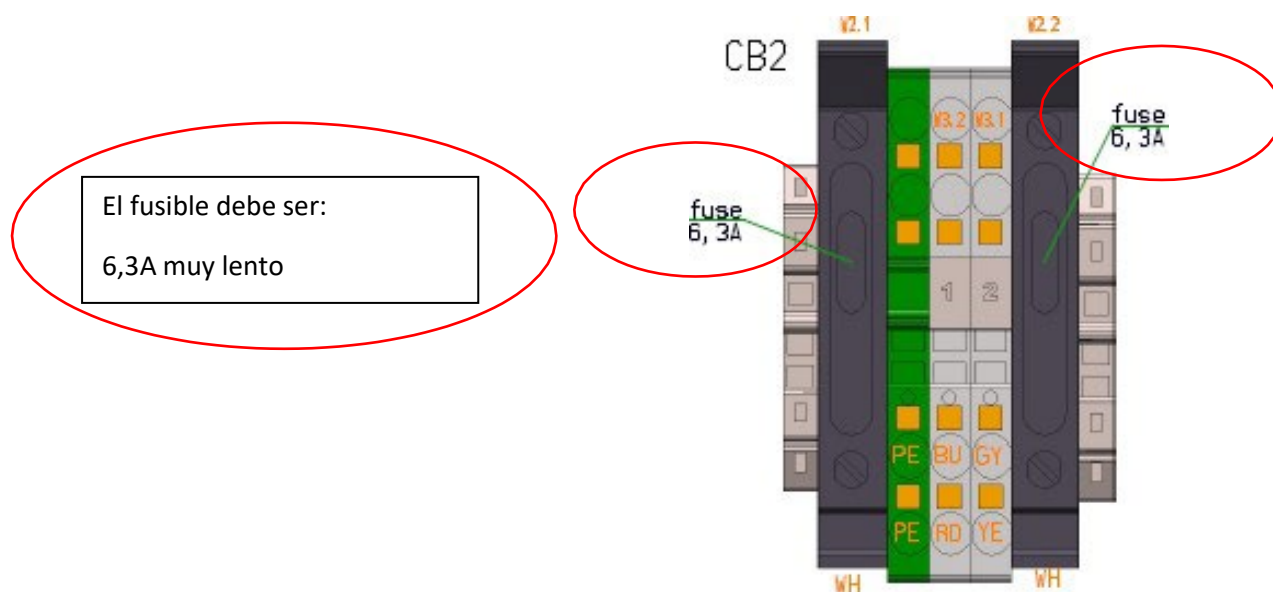 W2.1
W2.2
CB2
fuse
6, 3A
W3.2 W3.1
El fusible debe ser:
6,3A muy lento
fuse
6, 3A
1 2
PE BU GY
PE RD YE
WH
WH